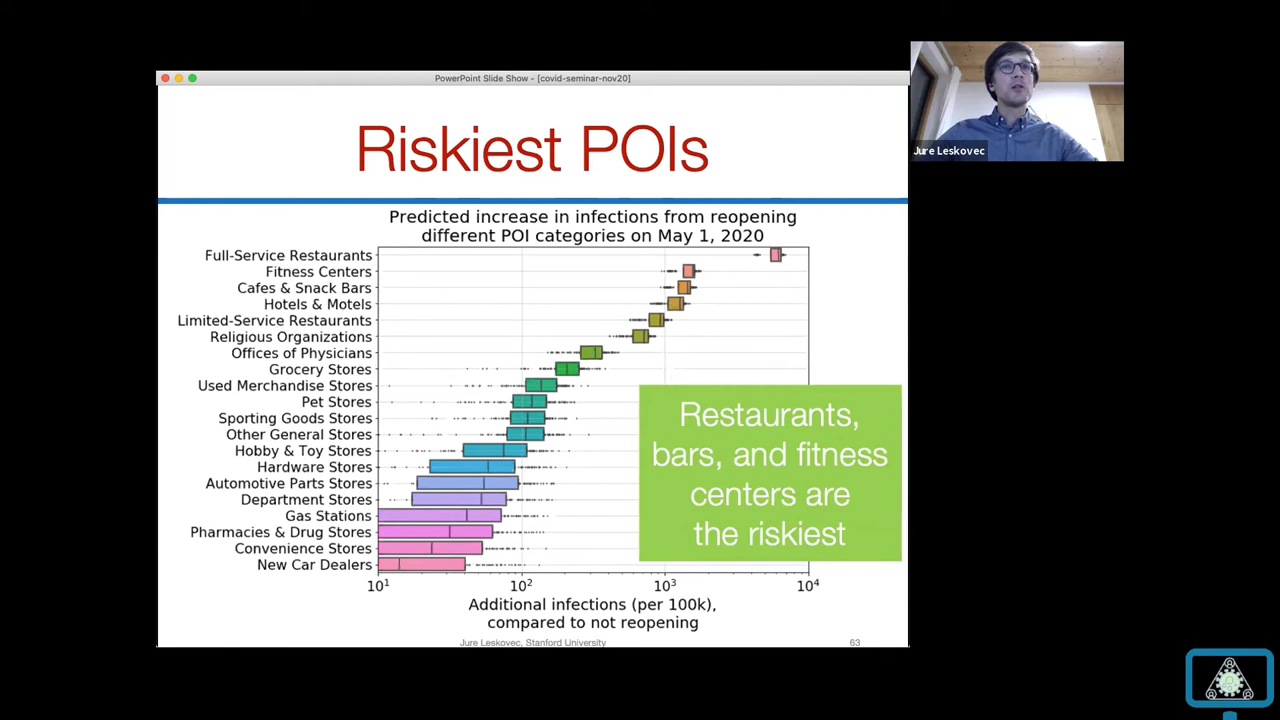 PowerPoint Slide Show - [covid-seminar-nov20]
Jure Leskovec
Riskiest POIs
Predicted increase in infections from reopening
different POI categories on May 1, 2020
Full-Service Restaurants
Fitness Centers
Cafes & Snack Bars
Hotels & Motels
Limited-Service Restaurants
Religious Organizations
Offices of Physicians
Grocery Stores
Used Merchandise Stores
Pet Stores
Sporting Goods Stores
Other General Stores
Hobby & Toy Stores
Hardware Stores
Automotive Parts Stores
Department Stores
Gas Stations
Pharmacies & Drug Stores
Convenience Stores
New Car Dealers
Restaurants,
bars, and fitness
centers are
the riskiest
10¹ 10² 10³ 10⁴
Additional infections (per 100k),
compared to not reopening
Jure Leskovec, Stanford University
63